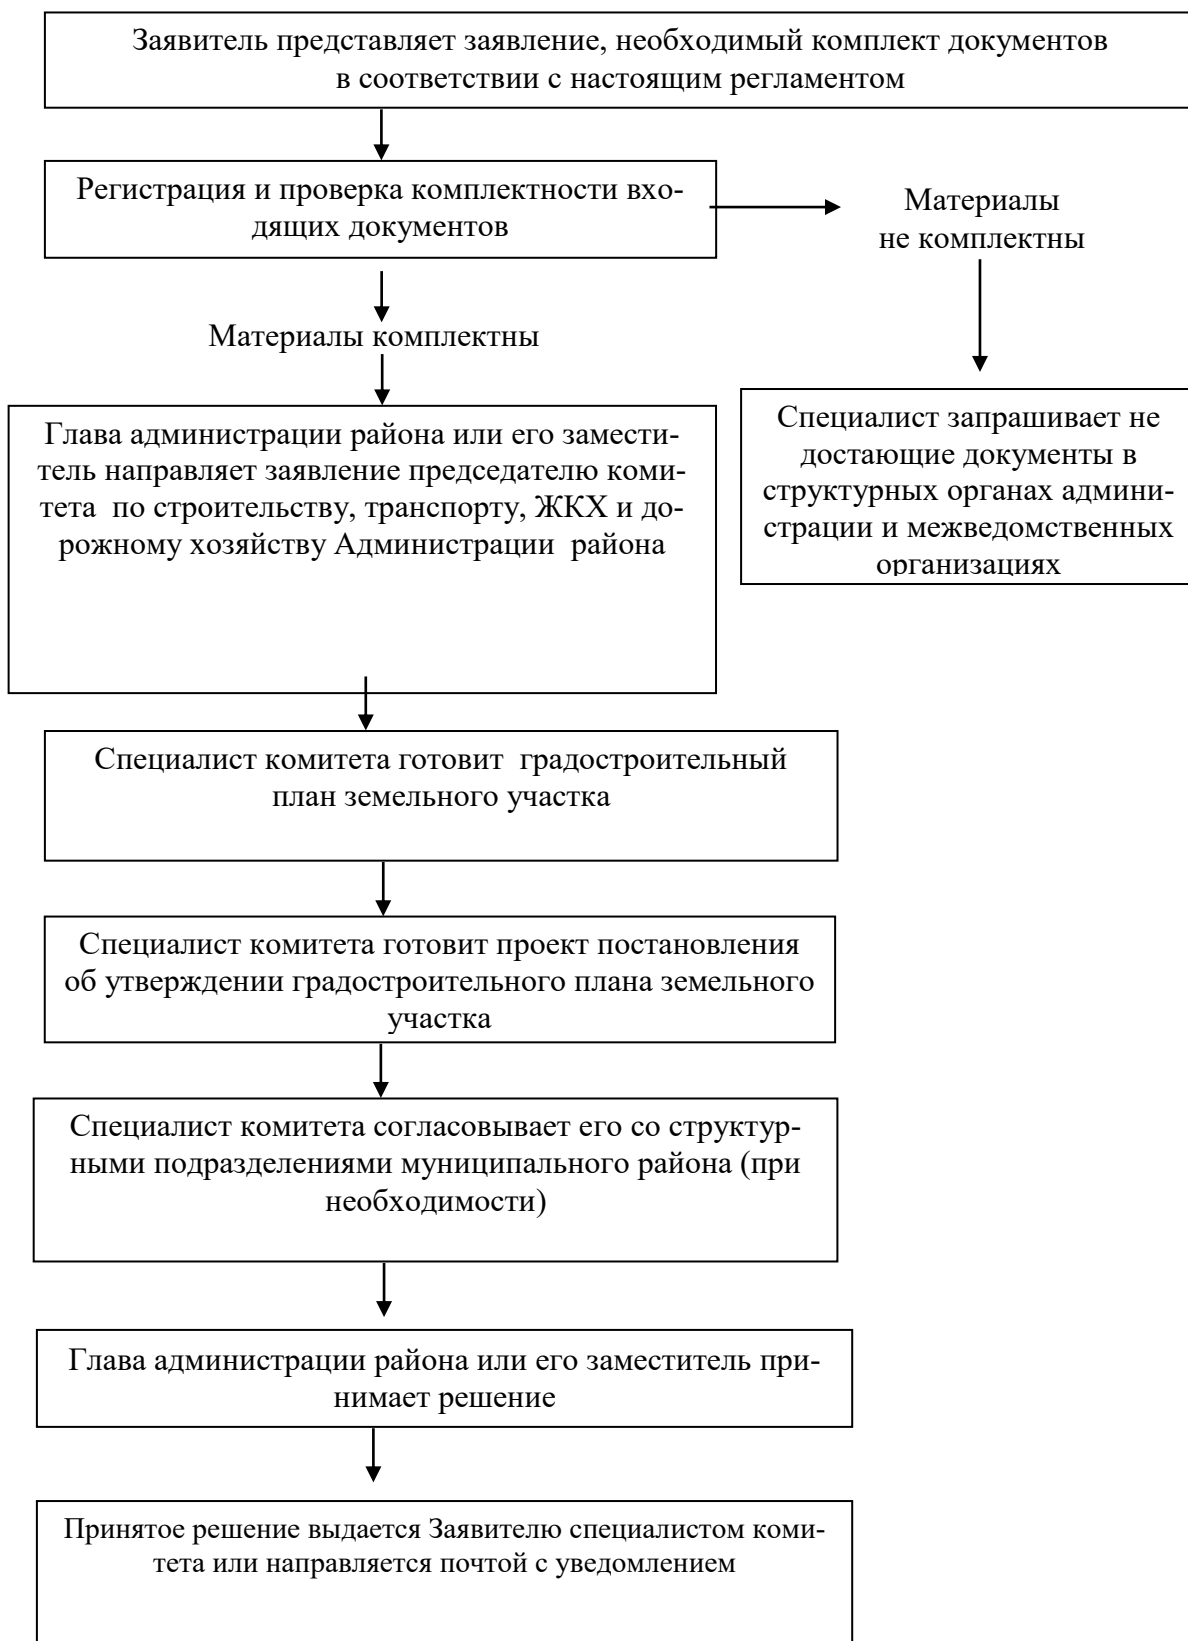 Заявитель представляет заявление, необходимый комплект документов
в соответствии с настоящим регламентом
Регистрация и проверка комплектности вхо-
дящих документов
Материалы
не комплектны
Материалы комплектны
Глава администрации района или его замести-
тель направляет заявление председателю коми-
тета по строительству, транспорту, ЖКХ и до-
рожному хозяйству Администрации района
Специалист запрашивает не
достающие документы в
структурных органах админи-
страции и межведомственных
организациях
Специалист комитета готовит градостроительный
план земельного участка
Специалист комитета готовит проект постановления
об утверждении градостроительного плана земельного
участка
Специалист комитета согласовывает его со структур-
ными подразделениями муниципального района (при
необходимости)
Глава администрации района или его заместитель при-
нимает решение
Принятое решение выдается Заявителю специалистом коми-
тета или направляется почтой с уведомлением